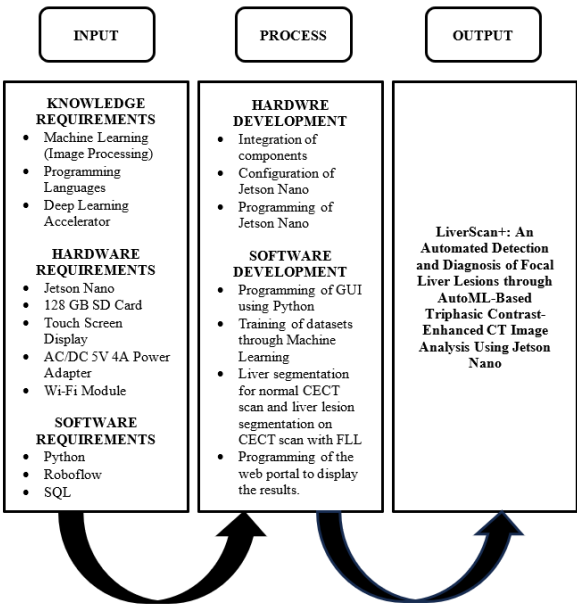 INPUT
PROCESS
OUTPUT
KNOWLEDGE
REQUIREMENTS
• Machine Learning
(Image Processing)
• Programming
Languages
• Deep Learning
Accelerator
HARDWARE
REQUIREMENTS
• Jetson Nano
• 128 GB SD Card
• Touch Screen
Display
• AC/DC 5V 4A Power
Adapter
• Wi-Fi Module
SOFTWARE
REQUIREMENTS
• Python
• Roboflow
• SQL
HARDWRE
DEVELOPMENT
• Integration of
components
• Configuration of
Jetson Nano
• Programming of
Jetson Nano
SOFTWARE
DEVELOPMENT
• Programming of GUI
using Python
• Training of datasets
through Machine
Learning
• Liver segmentation
for normal CECT
scan and liver lesion
segmentation on
CECT scan with FLL
• Programming of the
web portal to display
the results.
LiverScan+: An
Automated Detection
and Diagnosis of Focal
Liver Lesions through
AutoML-Based
Triphasic Contrast-
Enhanced CT Image
Analysis Using Jetson
Nano